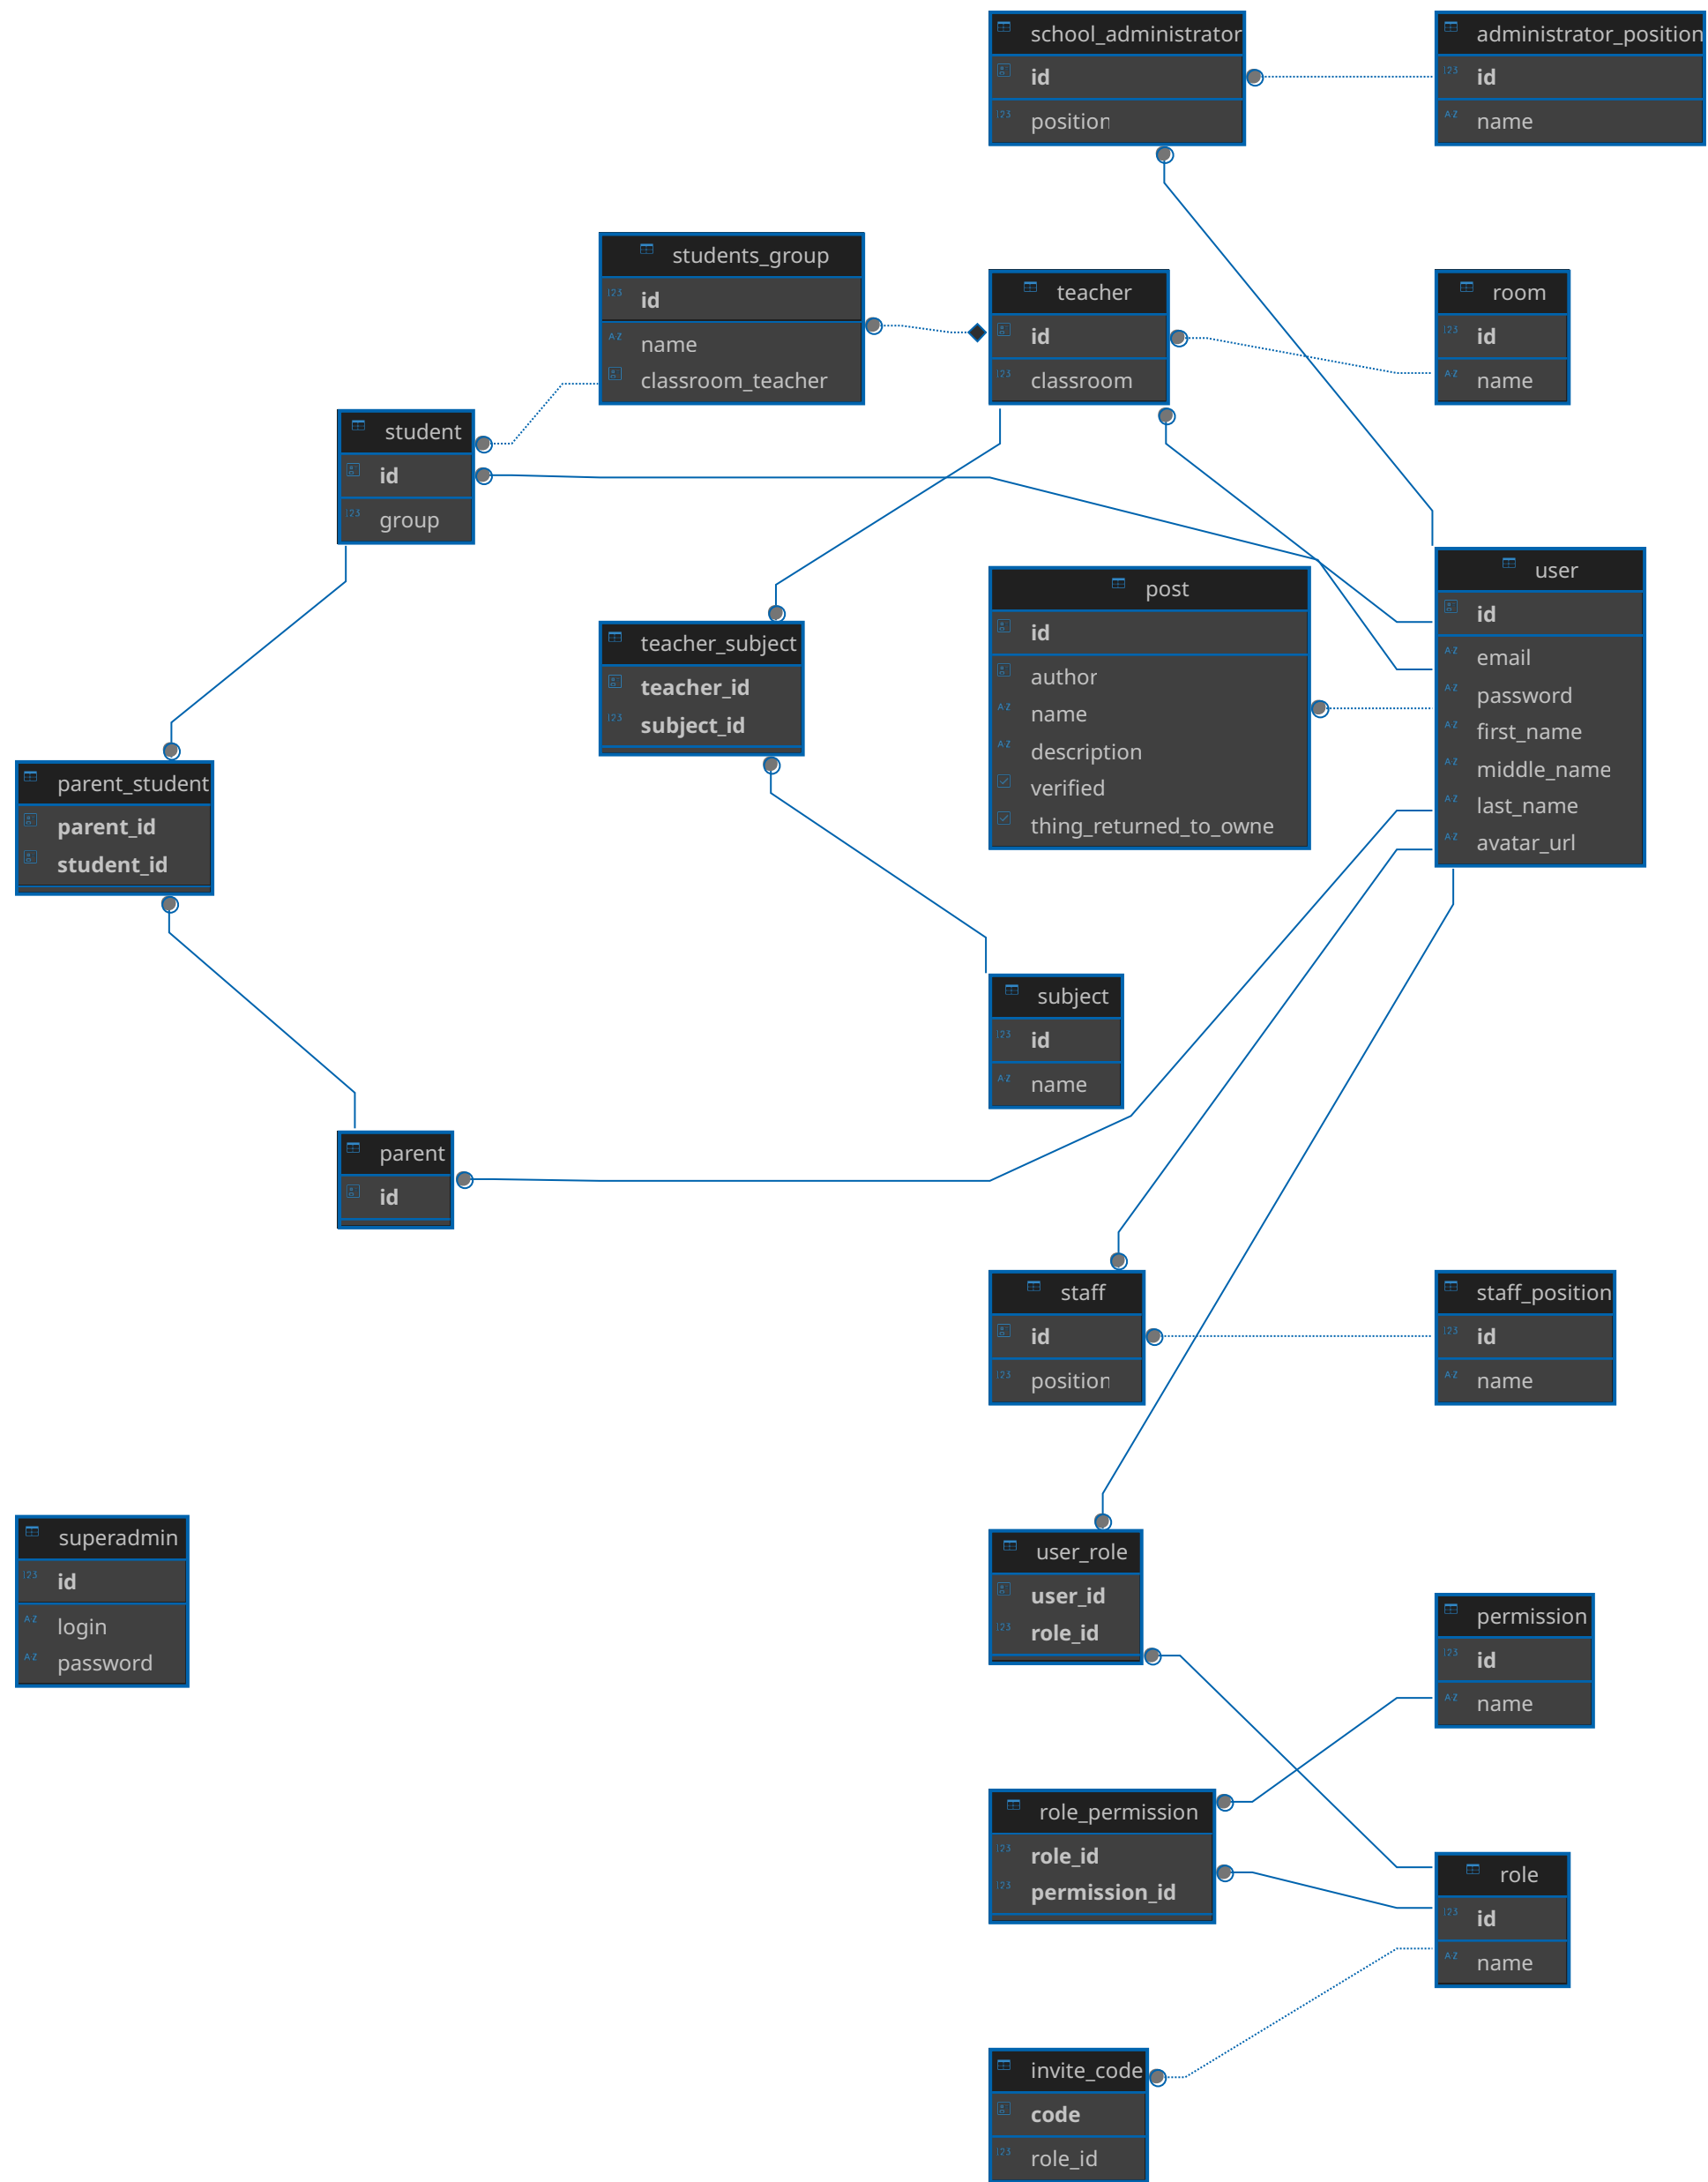 school_administrator
id
position
administrator_position
id
name
students_group
id
name
classroom_teacher
teacher
id
classroom
room
id
name
student
id
group
user
id
email
password
first_name
middle_name
last_name
avatar_url
post
id
author
name
description
verified
thing_returned_to_owne
teacher_subject
teacher_id
subject_id
parent_student
parent_id
student_id
subject
id
name
parent
id
staff
id
position
staff_position
id
name
superadmin
id
login
password
user_role
user_id
role_id
permission
id
name
role_permission
role_id
permission_id
role
id
name
invite_code
code
role_id